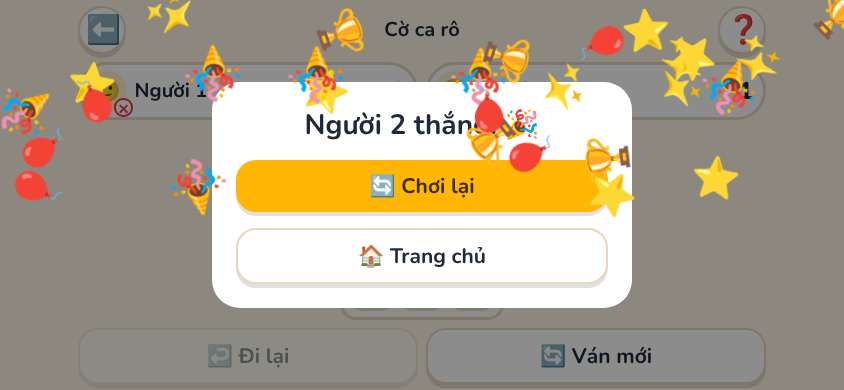 Cờ ca rô
Người 1
Người 2 thắng
Chơi lại
Trang chủ
Đi lại
Ván mới